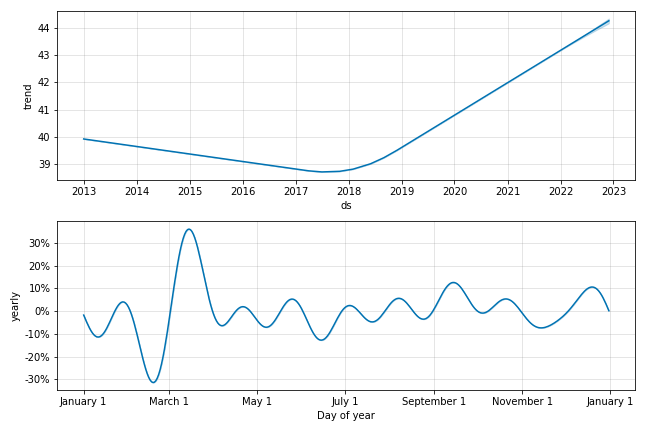 44
43
42
41
40
39
trend
2013 2014 2015 2016 2017 2018 2019 2020 2021 2022 2023
ds
30%
20%
10%
0%
-10%
-20%
-30%
yearly
January 1 March 1 May 1 July 1 September 1 November 1 January 1
Day of year